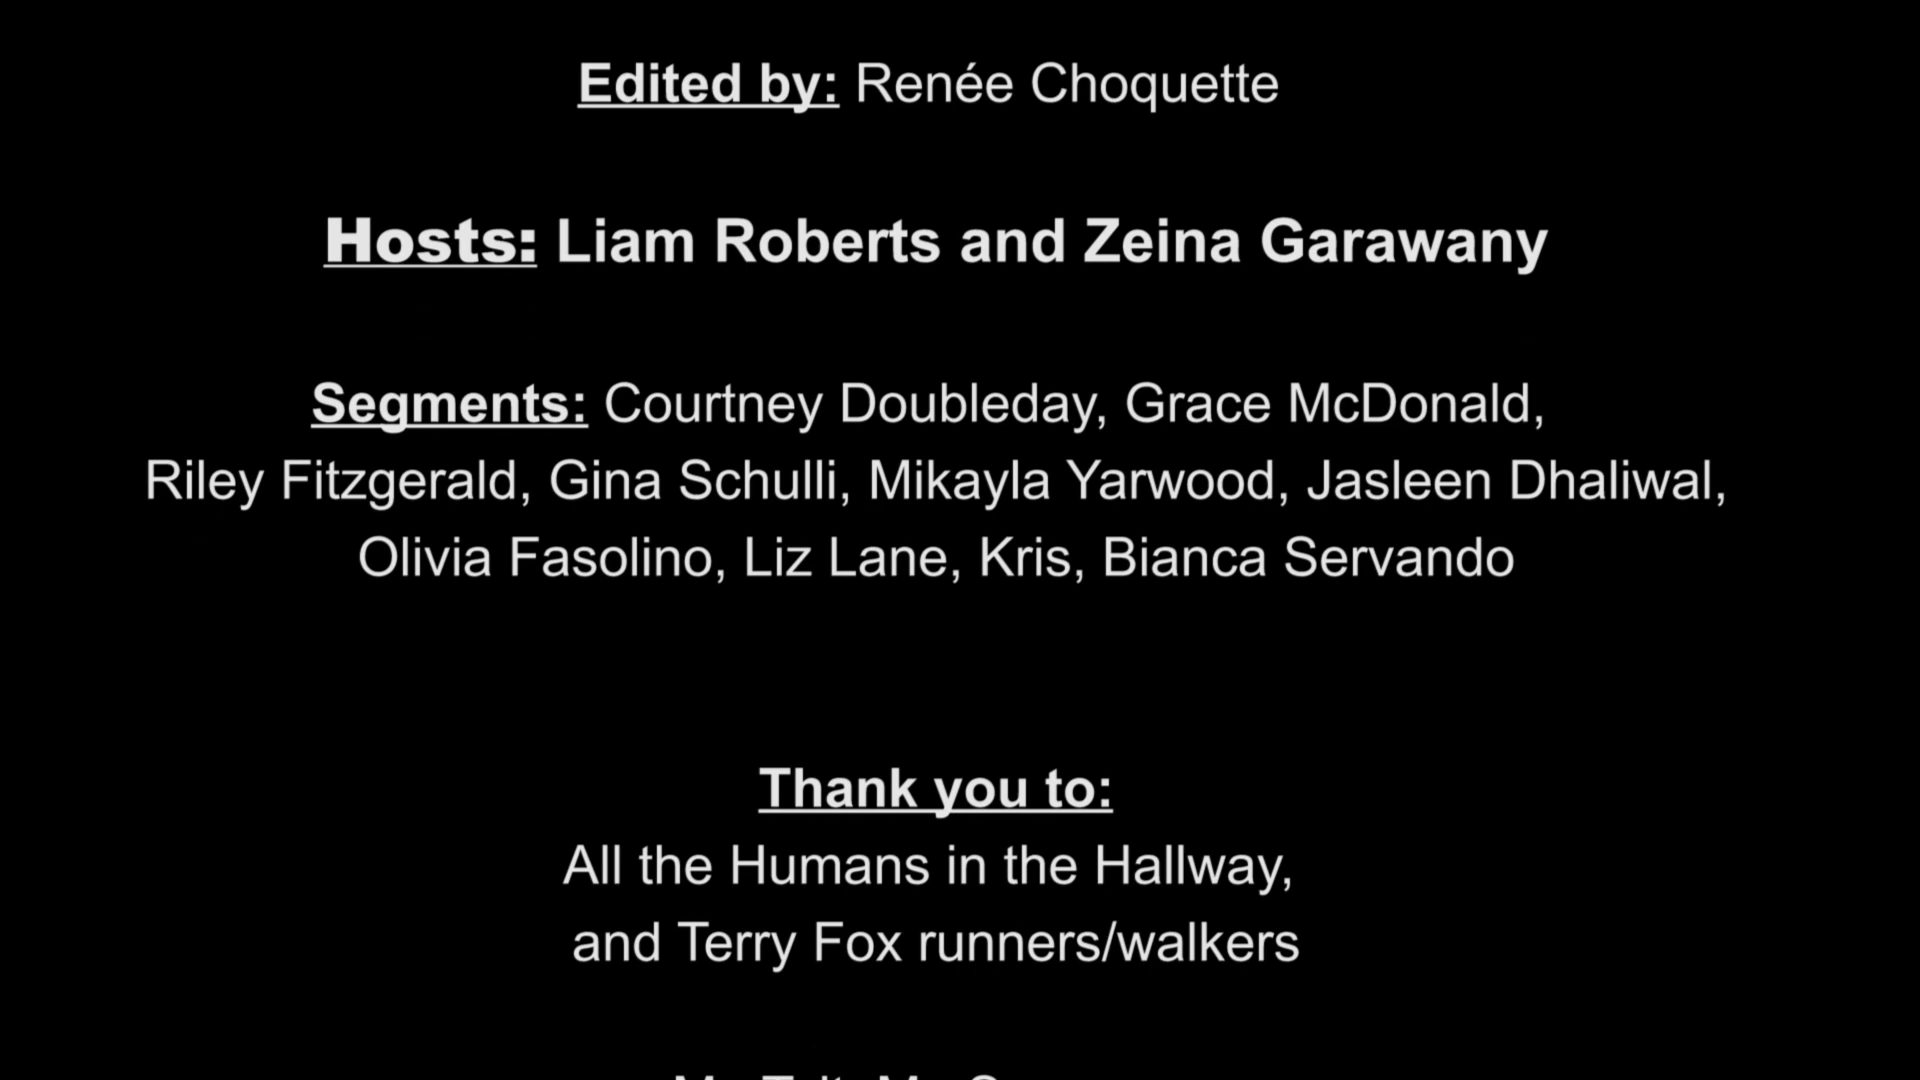 Edited by: Renée Choquette
Hosts: Liam Roberts and Zeina Garawany
Segments: Courtney Doubleday, Grace McDonald,
Riley Fitzgerald, Gina Schulli, Mikayla Yarwood, Jasleen Dhaliwal,
Olivia Fasolino, Liz Lane, Kris, Bianca Servando
Thank you to:
All the Humans in the Hallway,
and Terry Fox runners/walkers